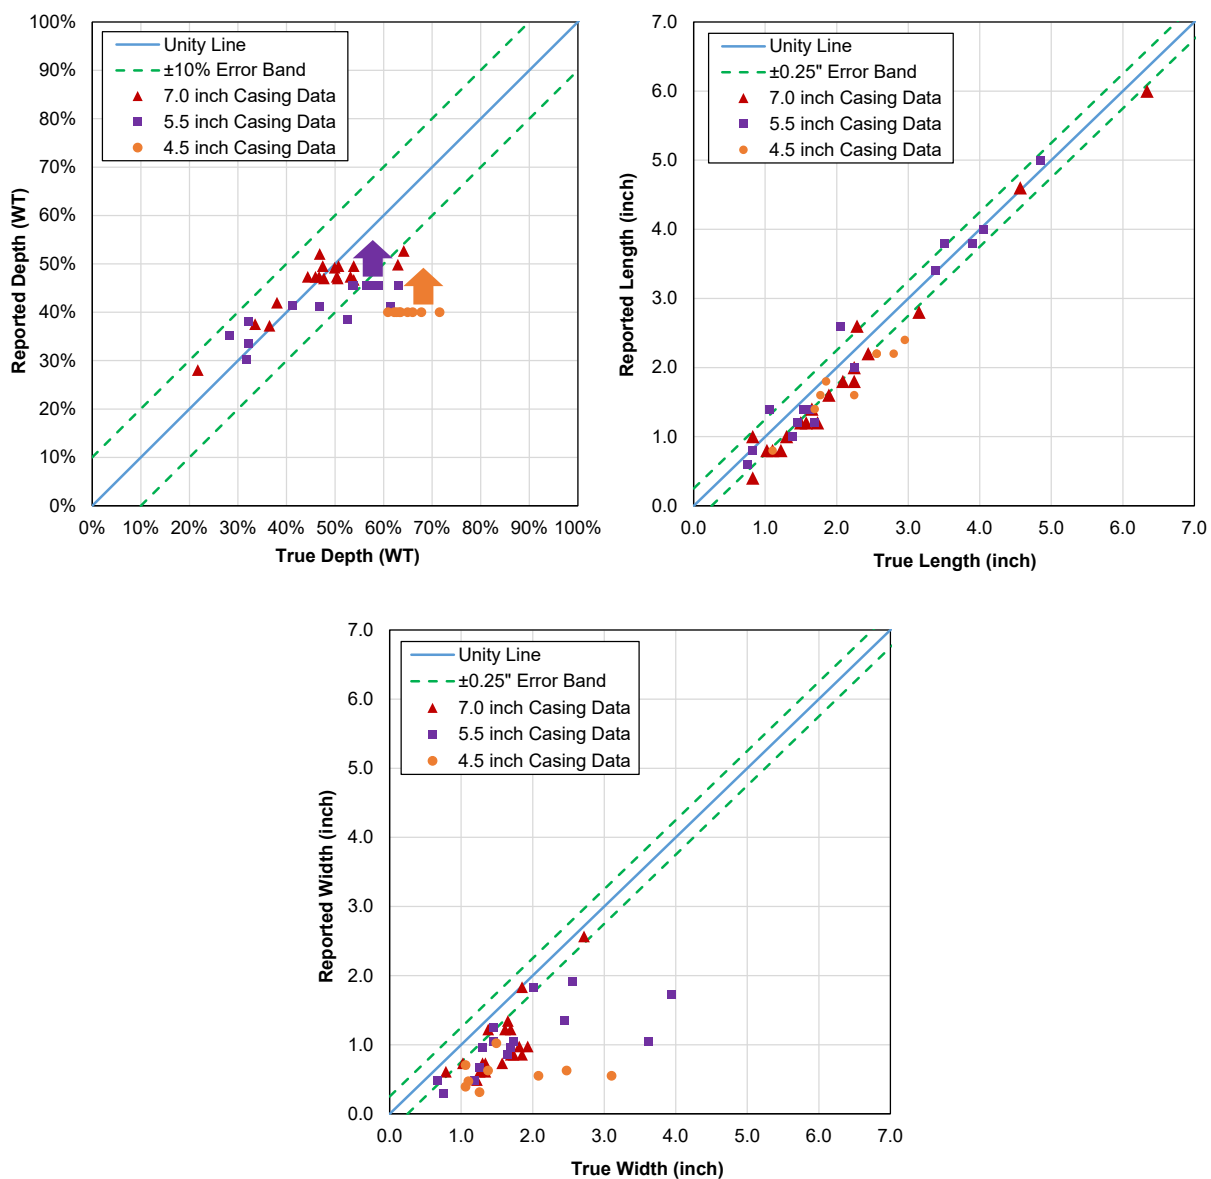 100%
90%
80%
70%
60%
50%
40%
30%
20%
10%
0%
Reported Depth (WT)
Unity Line
±10% Error Band
7.0 inch Casing Data
5.5 inch Casing Data
4.5 inch Casing Data
0% 10% 20% 30% 40% 50% 60% 70% 80% 90% 100%
True Depth (WT)
7.0
6.0
5.0
4.0
3.0
2.0
1.0
0.0
Reported Length (inch)
Unity Line
±0.25" Error Band
7.0 inch Casing Data
5.5 inch Casing Data
4.5 inch Casing Data
0.0 1.0 2.0 3.0 4.0 5.0 6.0 7.0
True Length (inch)
7.0
6.0
5.0
4.0
3.0
2.0
1.0
0.0
Reported Width (inch)
Unity Line
±0.25" Error Band
7.0 inch Casing Data
5.5 inch Casing Data
4.5 inch Casing Data
0.0 1.0 2.0 3.0 4.0 5.0 6.0 7.0
True Width (inch)